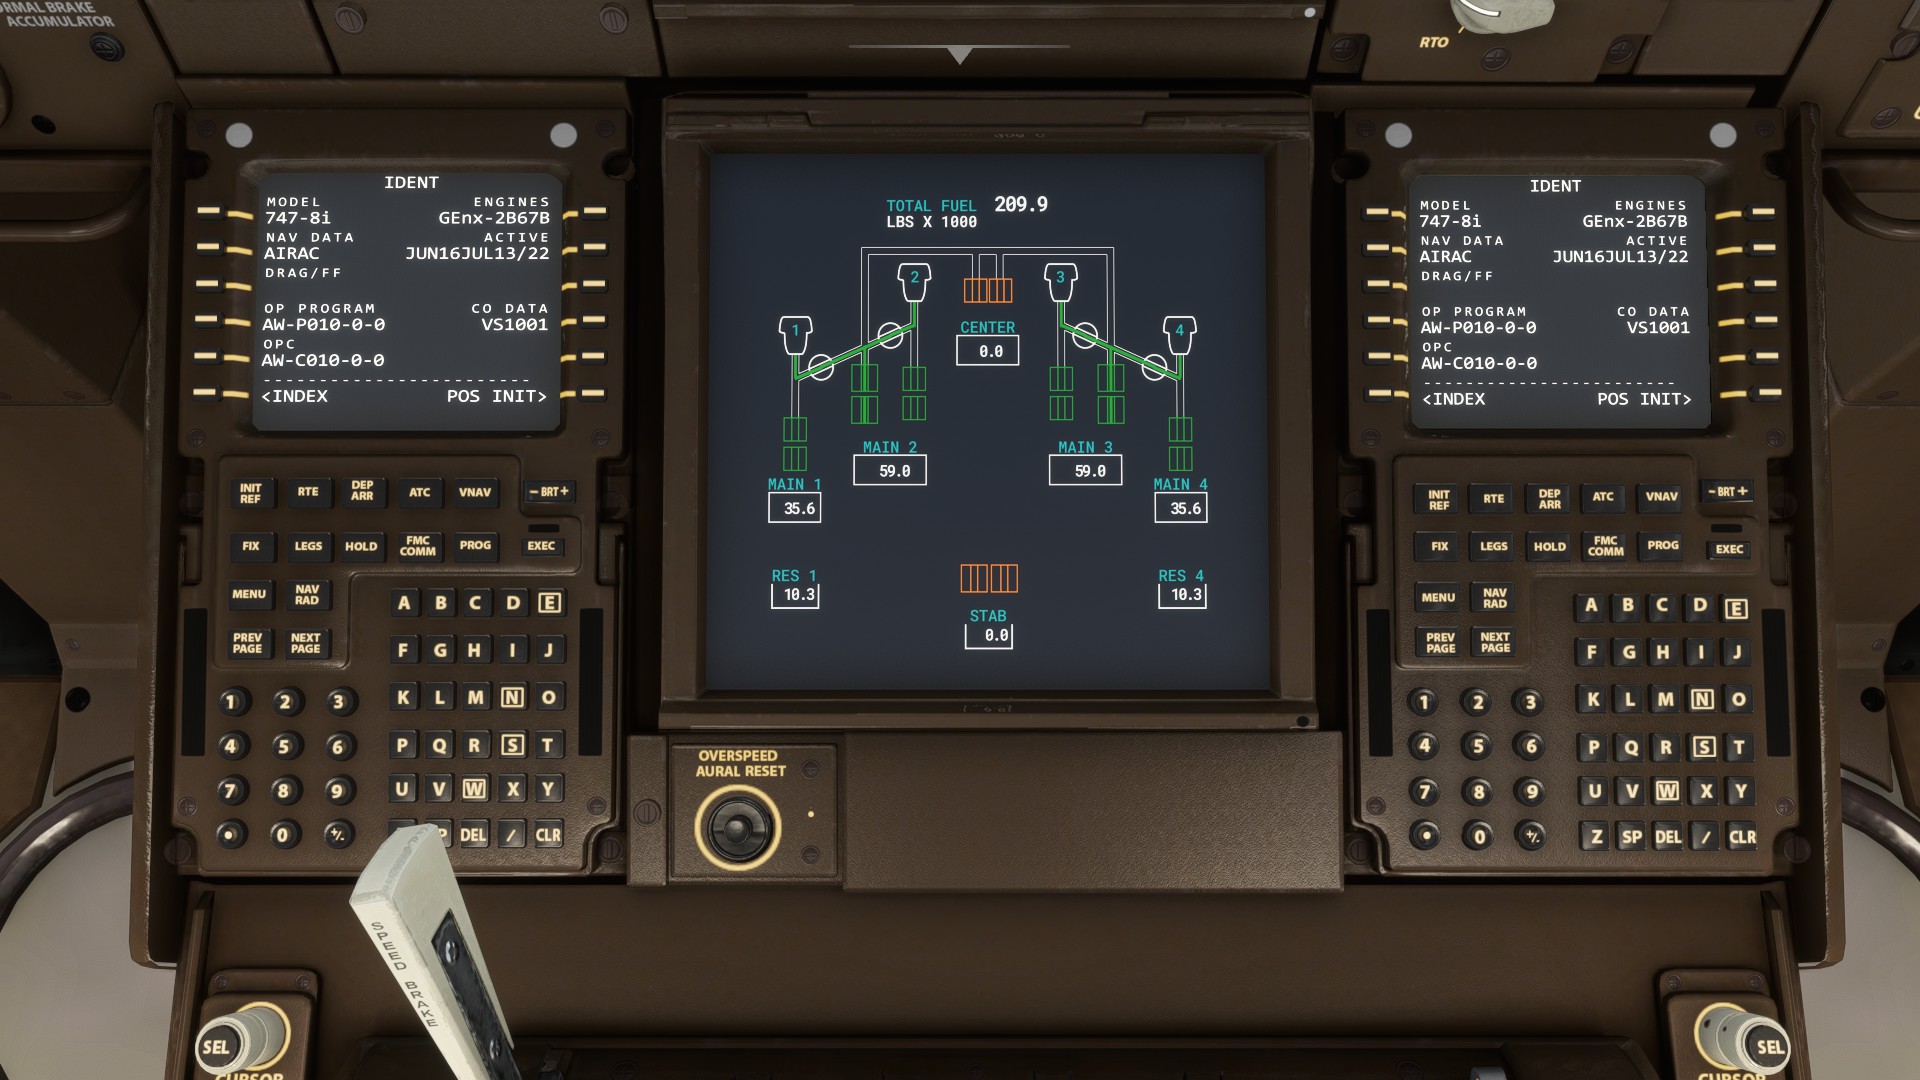 ORMAL BRAKE
ACCUMULATOR
RTO
IDENT
MODEL ENGINES
747-8i GEnx-2B67B
NAV DATA ACTIVE
AIRAC JUN16JUL13/22
DRAG/FF
OP PROGRAM CO DATA
AW-P010-0-0 VS1001
OPC
AW-C010-0-0
--------------------
<INDEX POS INIT>
INIT REF RTE DEP ARR ATC VNAV -BRT+
FIX LEGS HOLD FMC COMM PROG EXEC
MENU NAV RAD
PREV PAGE NEXT PAGE
A B C D E
F G H I J
K L M N O
P Q R S T
U V W X Y
P DEL / CLR
1 2 3
4 5 6
7 8 9
• 0 +/-
TOTAL FUEL 209.9
LBS X 1000
2 3
1 4
CENTER
0.0
MAIN 2 MAIN 3
59.0 59.0
MAIN 1 MAIN 4
35.6 35.6
RES 1 RES 4
10.3 10.3
STAB
0.0
OVERSPEED
AURAL RESET
IDENT
MODEL ENGINES
747-8i GEnx-2B67B
NAV DATA ACTIVE
AIRAC JUN16JUL13/22
DRAG/FF
OP PROGRAM CO DATA
AW-P010-0-0 VS1001
OPC
AW-C010-0-0
--------------------
<INDEX POS INIT>
INIT REF RTE DEP ARR ATC VNAV -BRT+
FIX LEGS HOLD FMC COMM PROG EXEC
MENU NAV RAD
PREV PAGE NEXT PAGE
A B C D E
F G H I J
K L M N O
P Q R S T
U V W X Y
Z SP DEL / CLR
1 2 3
4 5 6
7 8 9
• 0 +/-
SPEED BRAKE
SEL
CURSOR
SEL
CURSOR